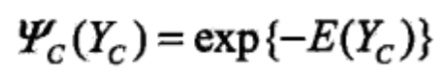 Ψ_C(Y_C) = exp{−E(Y_C)}